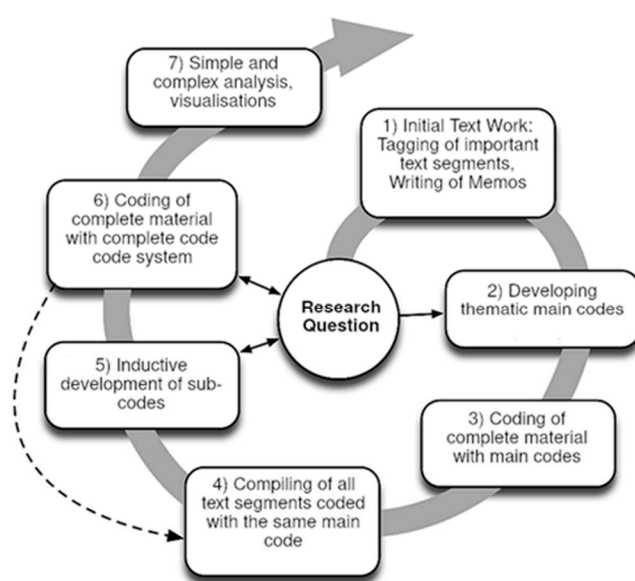 7) Simple and
complex analysis,
visualisations
1) Initial Text Work:
Tagging of important
text segments,
Writing of Memos
6) Coding of
complete material
with complete code
code system
Research
Question
2) Developing
thematic main codes
5) Inductive
development of sub-
codes
3) Coding of
complete material
with main codes
4) Compiling of all
text segments coded
with the same main
code